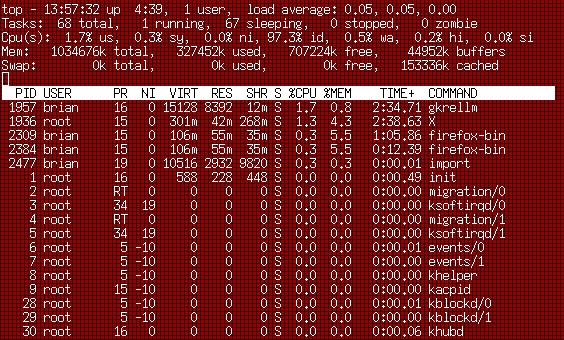 top - 13:57:32 up  4:39,  1 user,  load average: 0.05, 0.05, 0.00
Tasks:  68 total,   1 running,  67 sleeping,   0 stopped,   0 zombie
Cpu(s):  1.7% us,  0.3% sy,  0.0% ni, 97.3% id,  0.5% wa,  0.2% hi,  0.0% si
Mem:   1034676k total,   327452k used,   707224k free,    44952k buffers
Swap:        0k total,        0k used,        0k free,   153336k cached
  PID USER      PR  NI  VIRT  RES  SHR S %CPU %MEM    TIME+  COMMAND
 1957 brian     16   0 15128 8392  12m S  1.7  0.8   2:34.71 gkrellm
 1936 root      15   0  301m  42m 268m S  1.3  4.3   2:38.63 X
 2309 brian     15   0  106m  55m  35m S  0.3  5.5   1:05.86 firefox-bin
 2384 brian     15   0  106m  55m  35m S  0.3  5.5   0:12.39 firefox-bin
 2477 brian     19   0 10516 2932 9820 S  0.3  0.3   0:00.01 import
    1 root      16   0   588  228  448 S  0.0  0.0   0:00.49 init
    2 root      RT   0     0    0    0 S  0.0  0.0   0:00.00 migration/0
    3 root      34  19     0    0    0 S  0.0  0.0   0:00.00 ksoftirqd/0
    4 root      RT   0     0    0    0 S  0.0  0.0   0:00.00 migration/1
    5 root      34  19     0    0    0 S  0.0  0.0   0:00.00 ksoftirqd/1
    6 root       5 -10     0    0    0 S  0.0  0.0   0:00.01 events/0
    7 root       5 -10     0    0    0 S  0.0  0.0   0:00.00 events/1
    8 root       5 -10     0    0    0 S  0.0  0.0   0:00.00 khelper
    9 root      15 -10     0    0    0 S  0.0  0.0   0:00.00 kacpid
   28 root       5 -10     0    0    0 S  0.0  0.0   0:00.01 kblockd/0
   29 root       5 -10     0    0    0 S  0.0  0.0   0:00.00 kblockd/1
   30 root      16   0     0    0    0 S  0.0  0.0   0:00.06 khubd